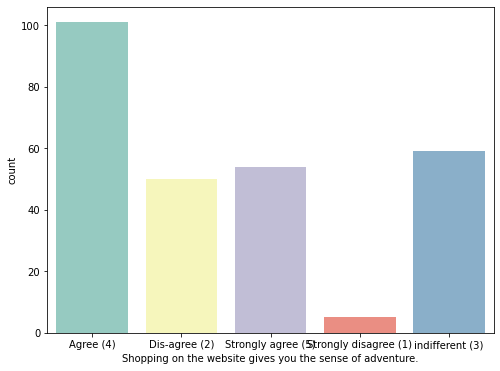 100
80
60
40
20
0
count
Agree (4)
Dis-agree (2)
Strongly agree (5)
Strongly disagree (1)
indifferent (3)
Shopping on the website gives you the sense of adventure.